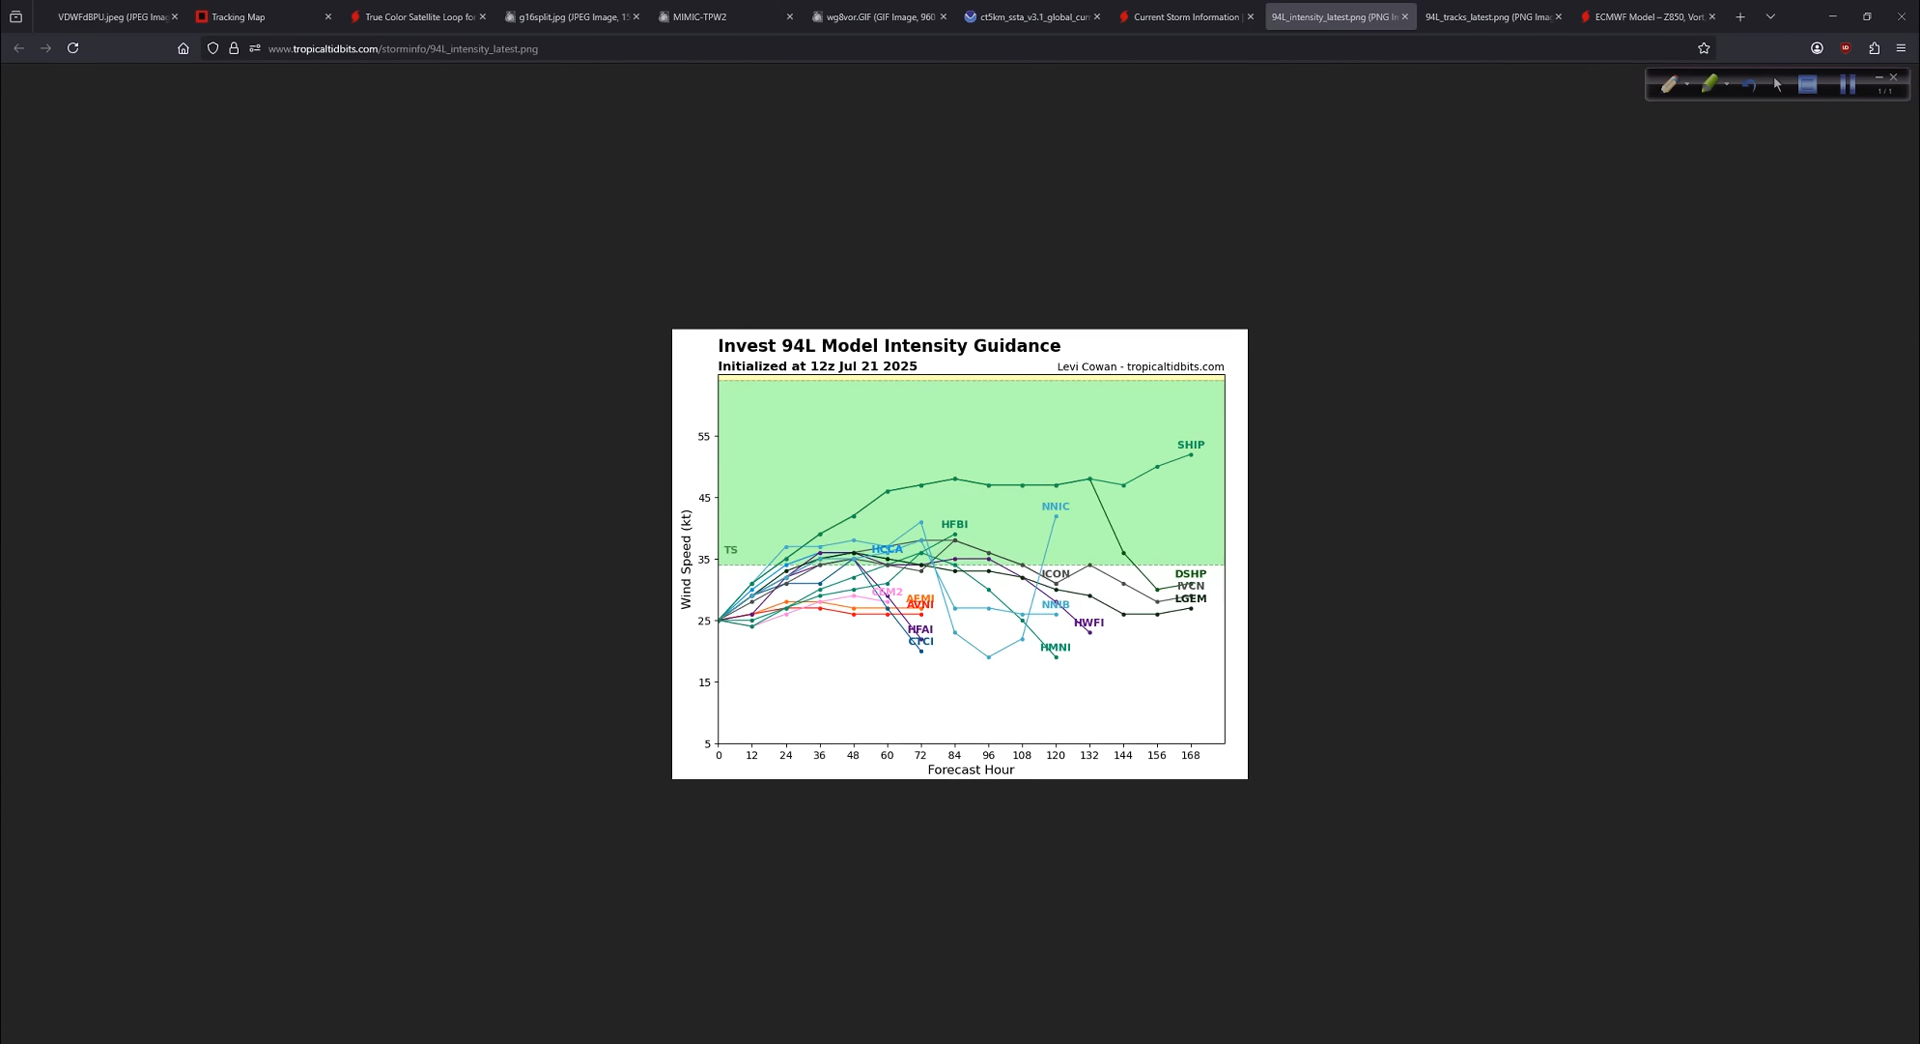 VDWFdBPU.jpeg (JPEG Imag
Tracking Map
True Color Satellite Loop fo
g16split.jpg (JPEG Image, 15
MIMIC-TPW2
wg8vor.GIF (GIF Image, 960
ct5km_ssta_v3.1_global_cur
Current Storm Information |
94L_intensity_latest.png (PNG In
94L_tracks_latest.png (PNG Imag
ECMWF Model – Z850, Vort
www.tropicaltidbits.com/storminfo/94L_intensity_latest.png
1/1
Invest 94L Model Intensity Guidance
Initialized at 12z Jul 21 2025
Levi Cowan - tropicaltidbits.com
55
SHIP
45
NNIC
HFBI
TS
HCCA
35
ICON
DSHP
IVCN
CEM2
AEMI
LGEM
AVNI
NNIB
25
HWFI
HFAI
CTCI
HMNI
15
5
Wind Speed (kt)
0 12 24 36 48 60 72 84 96 108 120 132 144 156 168
Forecast Hour